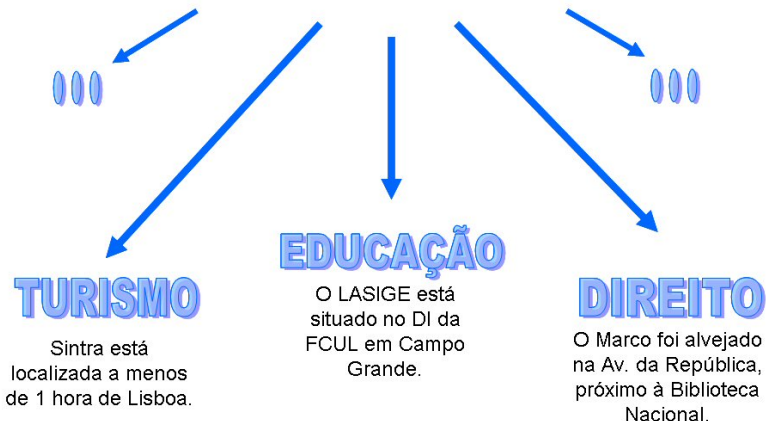 TURISMO
Sintra está
localizada a menos
de 1 hora de Lisboa.
EDUCAÇÃO
O LASIGE está
situado no DI da
FCUL em Campo
Grande.
DIREITO
O Marco foi alvejado
na Av. da República,
próximo à Biblioteca
Nacional.